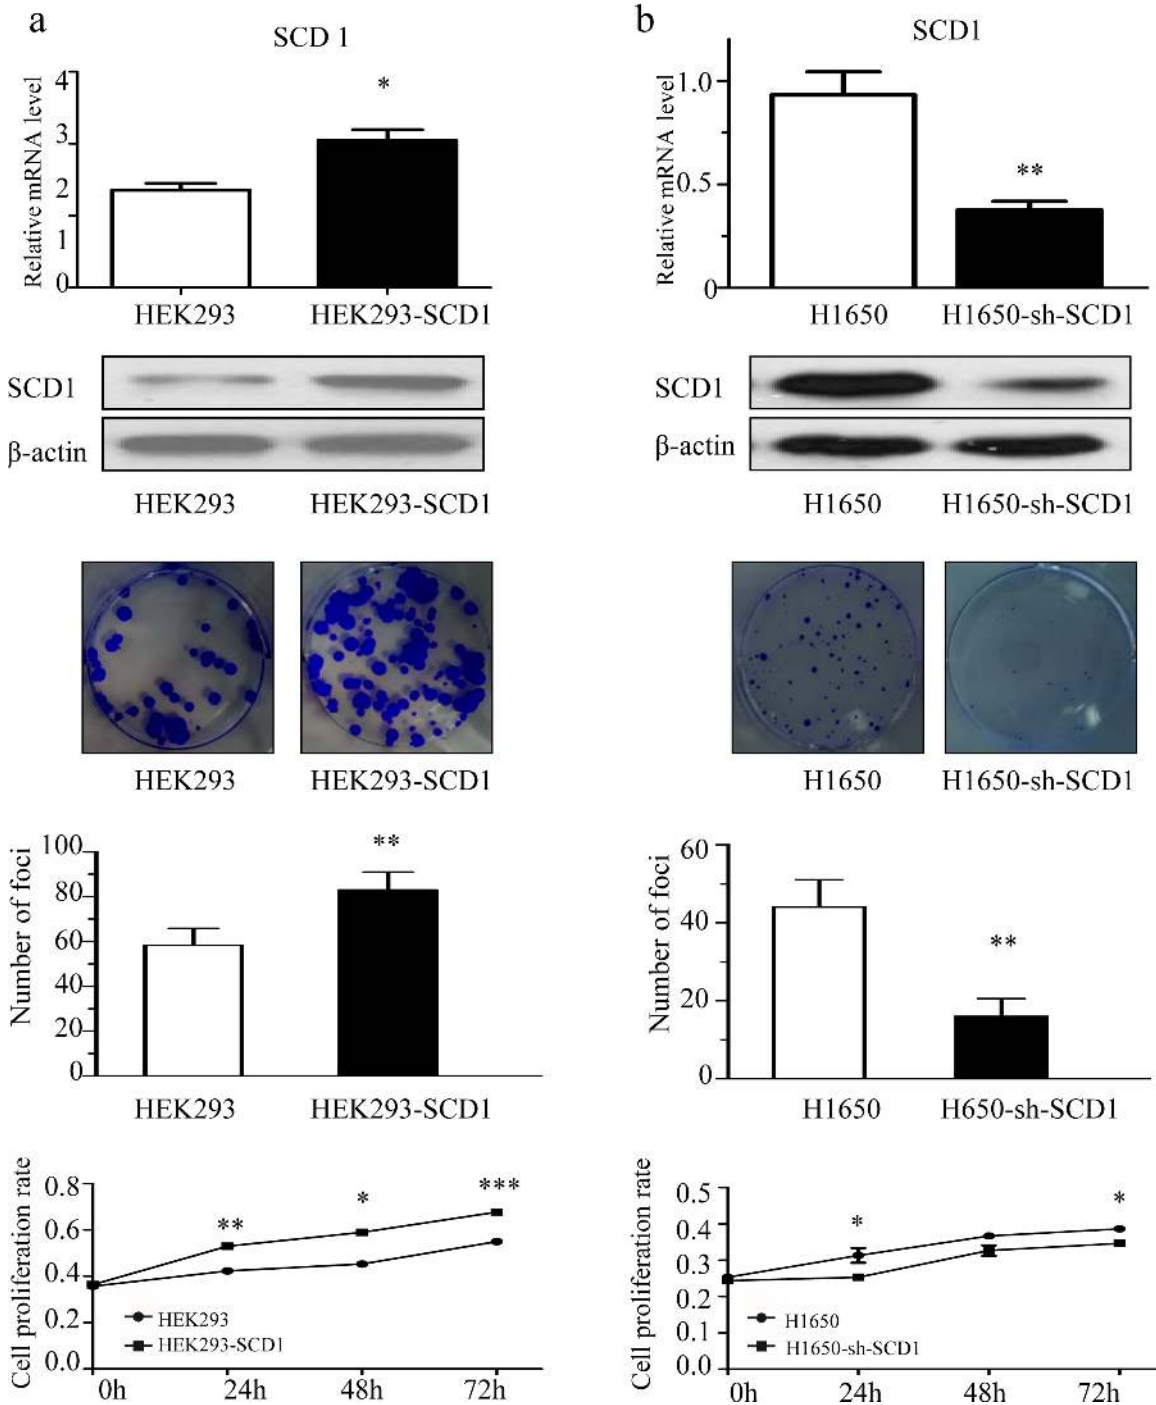 a
SCD 1
Relative mRNA level
4
*
3
2
1
0
HEK293 HEK293-SCD1
SCD1
β-actin
HEK293 HEK293-SCD1
HEK293 HEK293-SCD1
Number of foci
100
**
80
60
40
20
0
HEK293 HEK293-SCD1
Cell proliferation rate
0.8
** * ***
0.6
0.4
0.2
0.0
HEK293
HEK293-SCD1
0h 24h 48h 72h
b
SCD1
Relative mRNA level
1.0
**
0.5
0
H1650 H1650-sh-SCD1
SCD1
β-actin
H1650 H1650-sh-SCD1
H1650 H1650-sh-SCD1
Number of foci
60
40
**
20
0
H1650 H650-sh-SCD1
Cell proliferation rate
0.5
* *
0.4
0.3
0.2
0.1
0.0
H1650
H1650-sh-SCD1
0h 24h 48h 72h